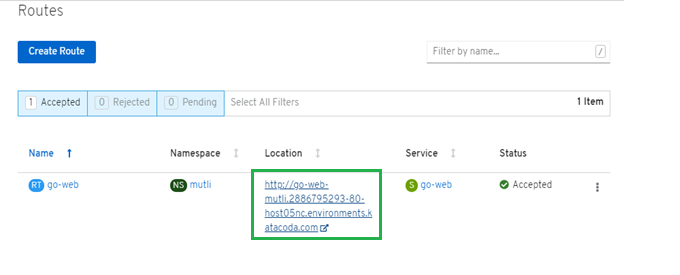 Routes
Create Route
Filter by name... /
1 Accepted 0 Rejected 0 Pending Select All Filters 1 Item
Name Namespace Location Service Status
RT go-web NS mutli http://go-web- S go-web Accepted
mutli.2886795293-80-
host05nc.environments.k
atacoda.com